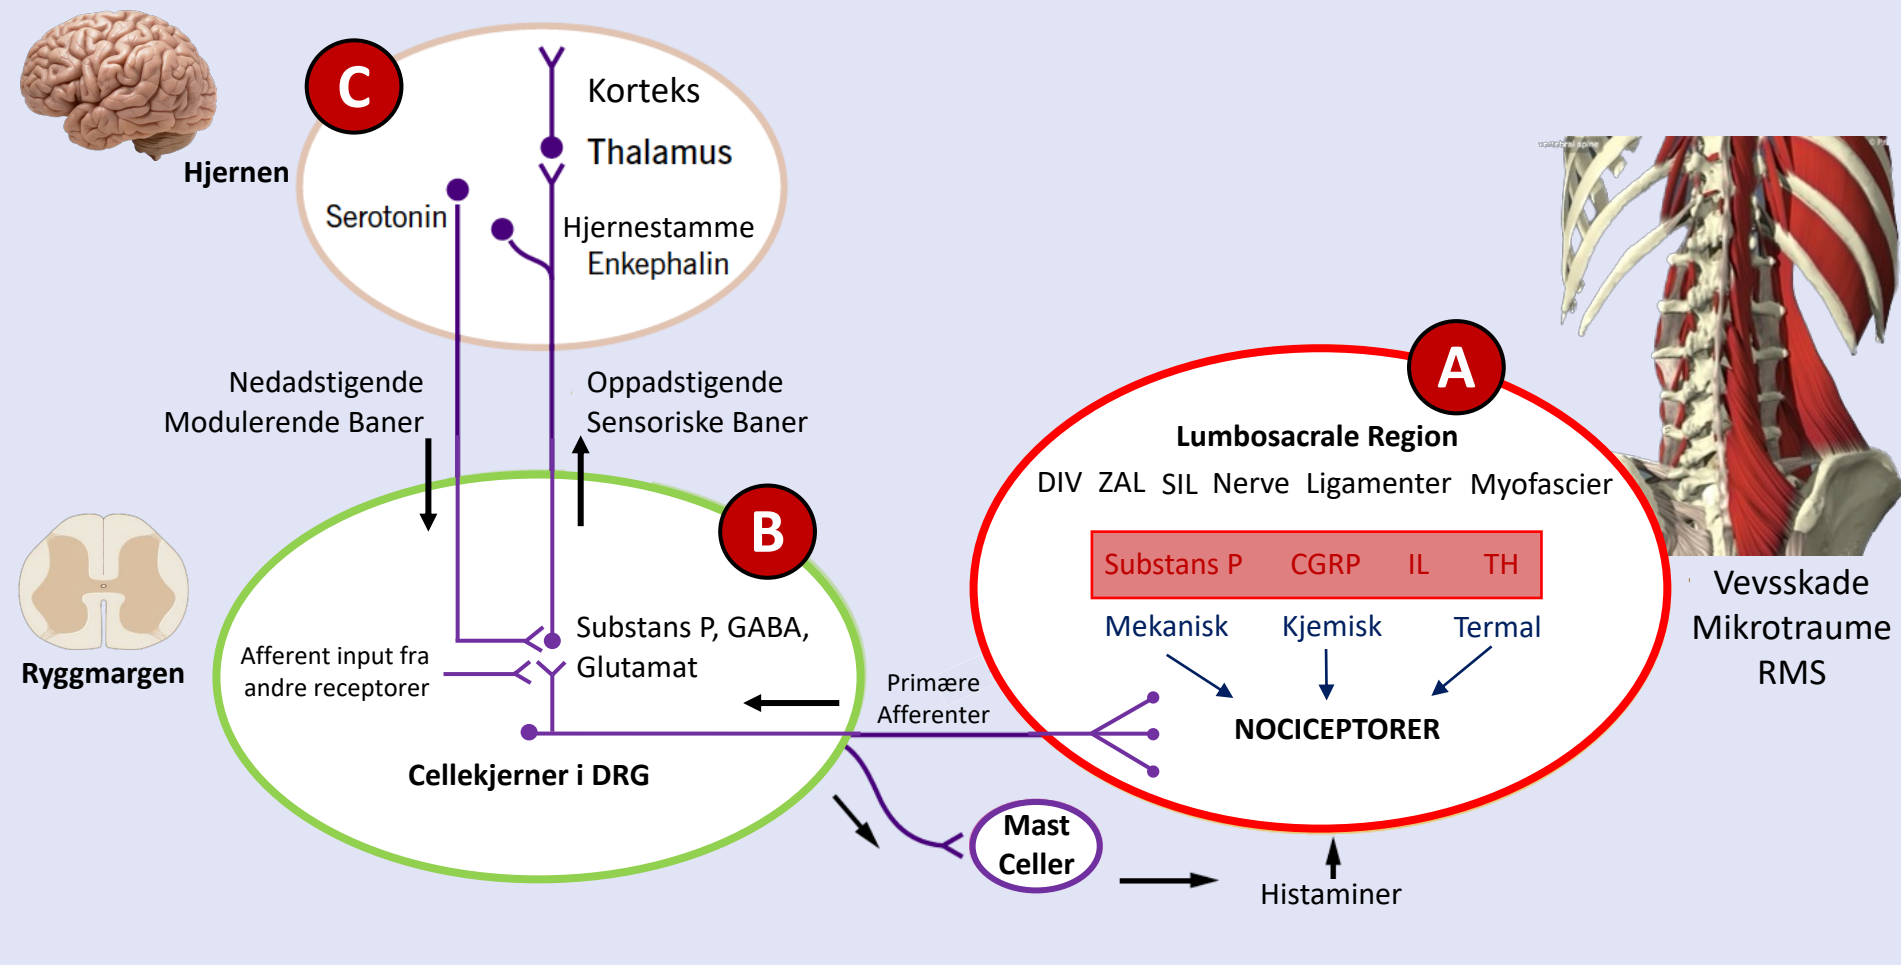 C
Korteks
Thalamus
Hjernen
Serotonin
Hjernestamme
Enkephalin
Nedadstigende
Modulerende Baner
Oppadstigende
Sensoriske Baner
A
Lumbosacrale Region
DIV ZAL SIL Nerve Ligamenter Myofascier
Substans P CGRP IL TH
Mekanisk Kjemisk Termal
NOCICEPTORER
Vevsskade
Mikrotraume
RMS
B
Substans P, GABA,
Glutamat
Afferent input fra
andre receptorer
Ryggmargen
Primære
Afferenter
Cellekjerner i DRG
Mast
Celler
Histaminer